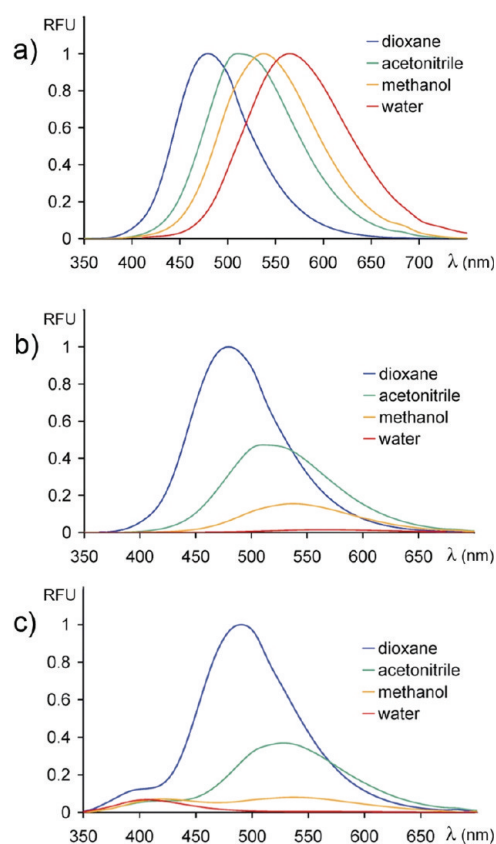 a)
RFU
1
0.8
0.6
0.4
0.2
0
dioxane
acetonitrile
methanol
water
350 400 450 500 550 600 650 700 λ (nm)
b)
RFU
1
0.8
0.6
0.4
0.2
0
dioxane
acetonitrile
methanol
water
350 400 450 500 550 600 650 λ (nm)
c)
RFU
1
0.8
0.6
0.4
0.2
0
dioxane
acetonitrile
methanol
water
350 400 450 500 550 600 650 λ (nm)